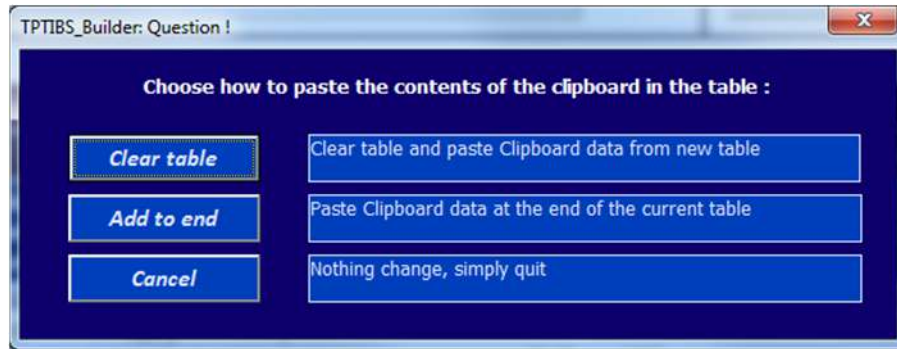 TPTIBS_Builder: Question !
Choose how to paste the contents of the clipboard in the table :
Clear table
Clear table and paste Clipboard data from new table
Add to end
Paste Clipboard data at the end of the current table
Cancel
Nothing change, simply quit